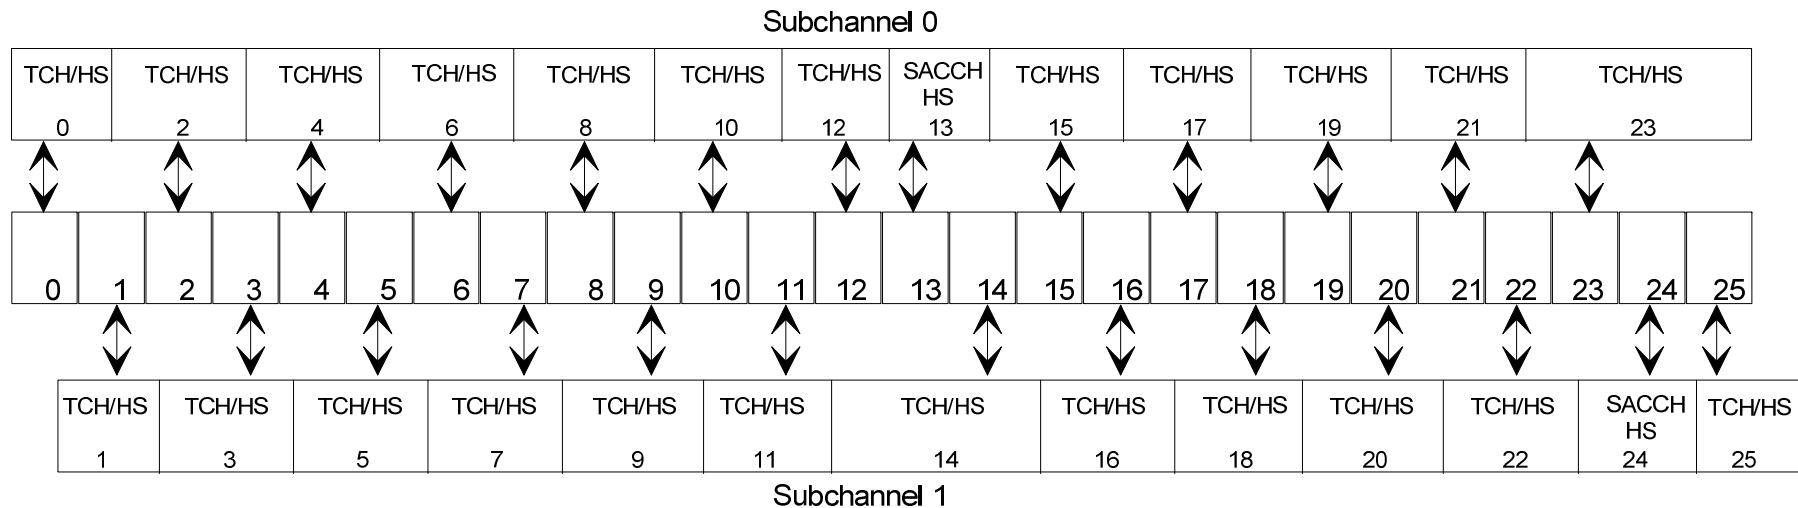 Subchannel 0
TCH/HS TCH/HS TCH/HS TCH/HS TCH/HS TCH/HS TCH/HS SACCH TCH/HS TCH/HS TCH/HS TCH/HS TCH/HS
HS
0 2 4 6 8 10 12 13 15 17 19 21 23
0 1 2 3 4 5 6 7 8 9 10 11 12 13 14 15 16 17 18 19 20 21 22 23 24 25
TCH/HS TCH/HS TCH/HS TCH/HS TCH/HS TCH/HS TCH/HS TCH/HS TCH/HS TCH/HS TCH/HS SACCH TCH/HS
HS
1 3 5 7 9 11 14 16 18 20 22 24 25
Subchannel 1